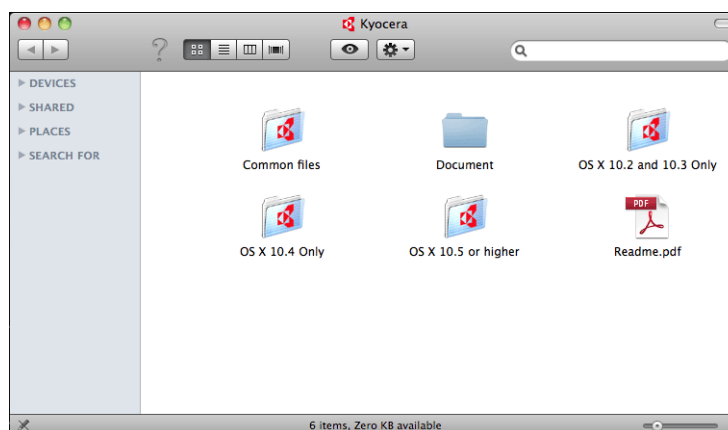 Kyocera
DEVICES
SHARED
PLACES
SEARCH FOR
Common files
Document
OS X 10.2 and 10.3 Only
OS X 10.4 Only
OS X 10.5 or higher
PDF
Readme.pdf
6 items, Zero KB available